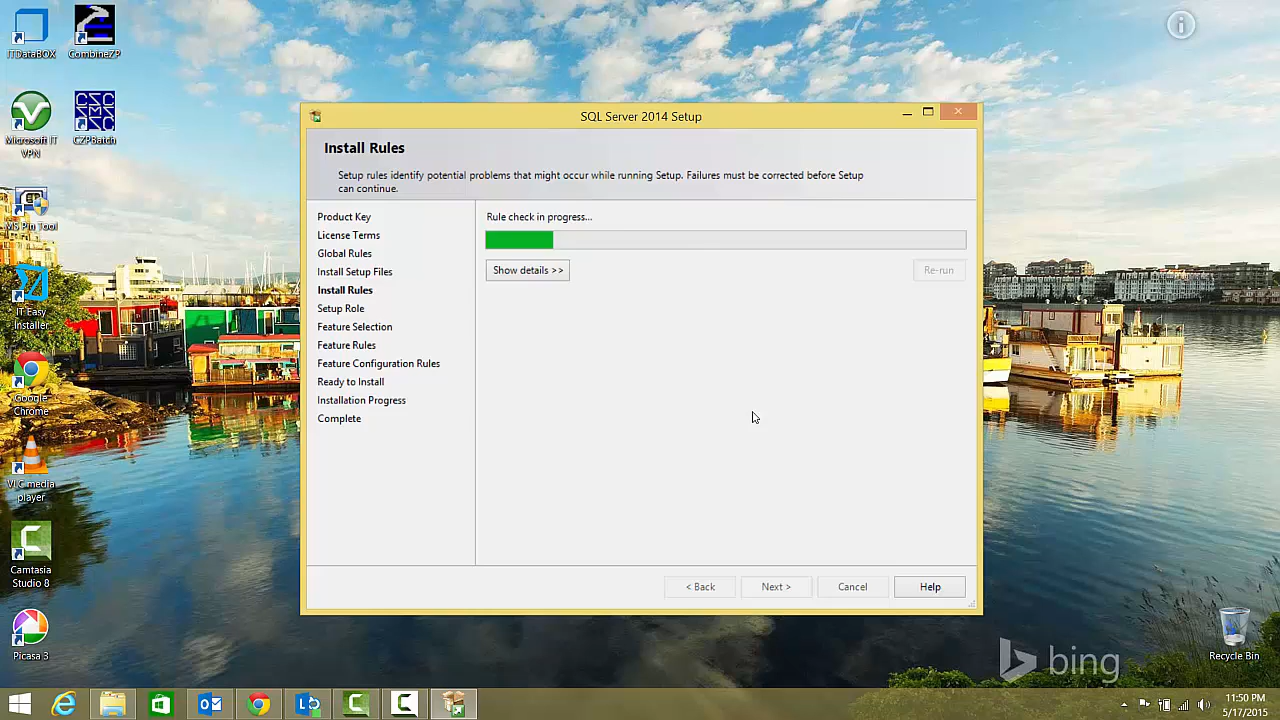 ITDataBOX
CombineZP
Microsoft IT
VPN
CZPBatch
MS Pin Tool
IT Easy
Installer
Google
Chrome
VLC media
player
Camtasia
Studio 8
Picasa 3
SQL Server 2014 Setup
Install Rules
Setup rules identify potential problems that might occur while running Setup. Failures must be corrected before Setup
can continue.
Product Key
License Terms
Global Rules
Install Setup Files
Install Rules
Setup Role
Feature Selection
Feature Rules
Feature Configuration Rules
Ready to Install
Installation Progress
Complete
Rule check in progress...
Show details >>
Re-run
< Back
Next >
Cancel
Help
bing
Recycle Bin
11:50 PM
5/17/2015